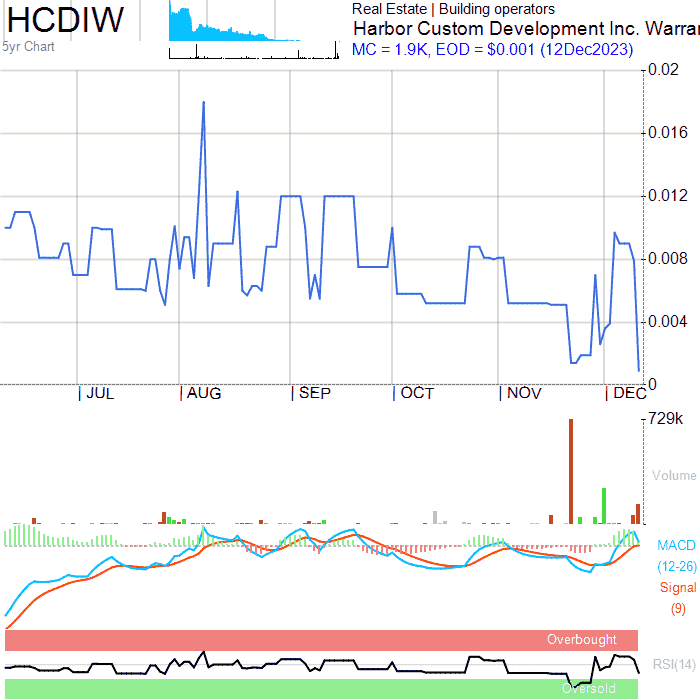 HCDIW
5yr Chart
Real Estate | Building operators
Harbor Custom Development Inc. Warrar
MC = 1.9K, EOD = $0.001 (12Dec2023)
0.02
0.016
0.012
0.008
0.004
0
| JUL | AUG | SEP | OCT | NOV | DEC
729k
Volume
MACD
(12-26)
Signal
(9)
Overbought
RSI(14)
Oversold